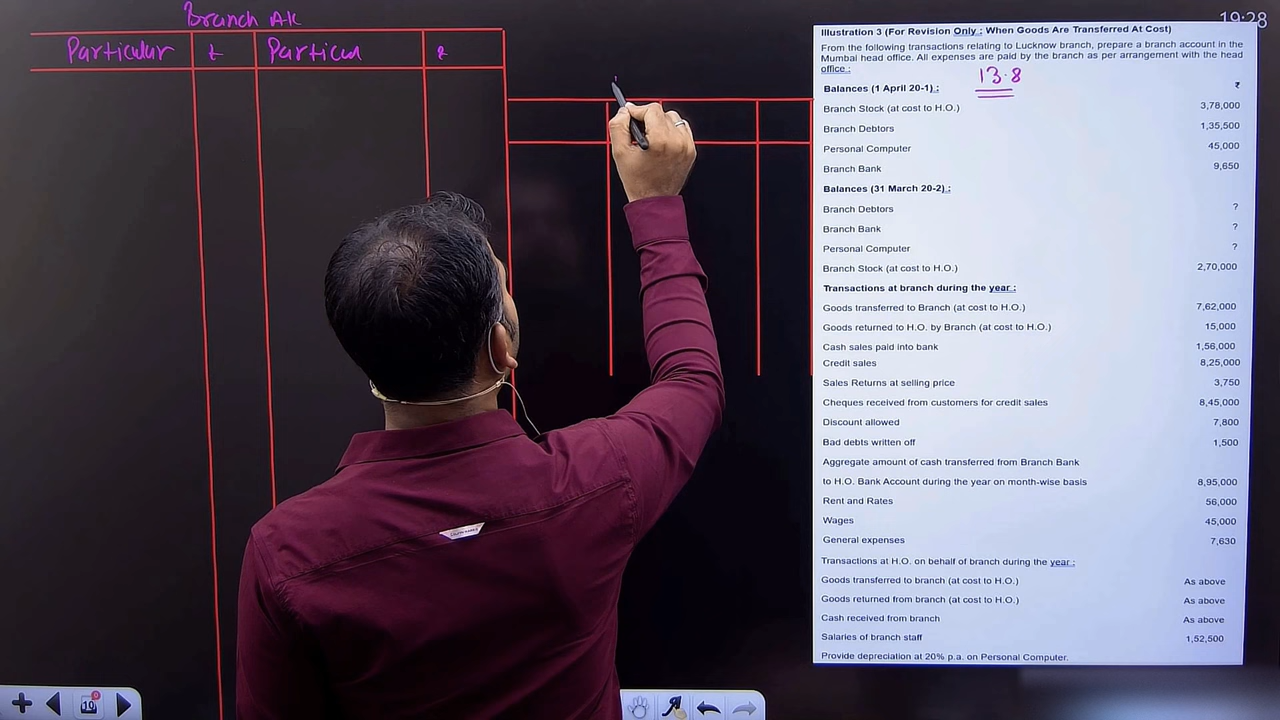 Branch A/c
Particular ₹ Particul ₹
19:28
Illustration 3 (For Revision Only : When Goods Are Transferred At Cost)
From the following transactions relating to Lucknow branch, prepare a branch account in the
Mumbai head office. All expenses are paid by the branch as per arrangement with the head
office :
13.8
Balances (1 April 20-1) : ₹
Branch Stock (at cost to H.O.) 3,78,000
Branch Debtors 1,35,500
Personal Computer 45,000
Branch Bank 9,650
Balances (31 March 20-2) :
Branch Debtors ?
Branch Bank ?
Personal Computer ?
Branch Stock (at cost to H.O.) 2,70,000
Transactions at branch during the year :
Goods transferred to Branch (at cost to H.O.) 7,62,000
Goods returned to H.O. by Branch (at cost to H.O.) 15,000
Cash sales paid into bank 1,56,000
Credit sales 8,25,000
Sales Returns at selling price 3,750
Cheques received from customers for credit sales 8,45,000
Discount allowed 7,800
Bad debts written off 1,500
Aggregate amount of cash transferred from Branch Bank
to H.O. Bank Account during the year on month-wise basis 8,95,000
Rent and Rates 56,000
Wages 45,000
General expenses 7,630
Transactions at H.O. on behalf of branch during the year :
Goods transferred to branch (at cost to H.O.) As above
Goods returned from branch (at cost to H.O.) As above
Cash received from branch As above
Salaries of branch staff 1,52,500
Provide depreciation at 20% p.a. on Personal Computer.